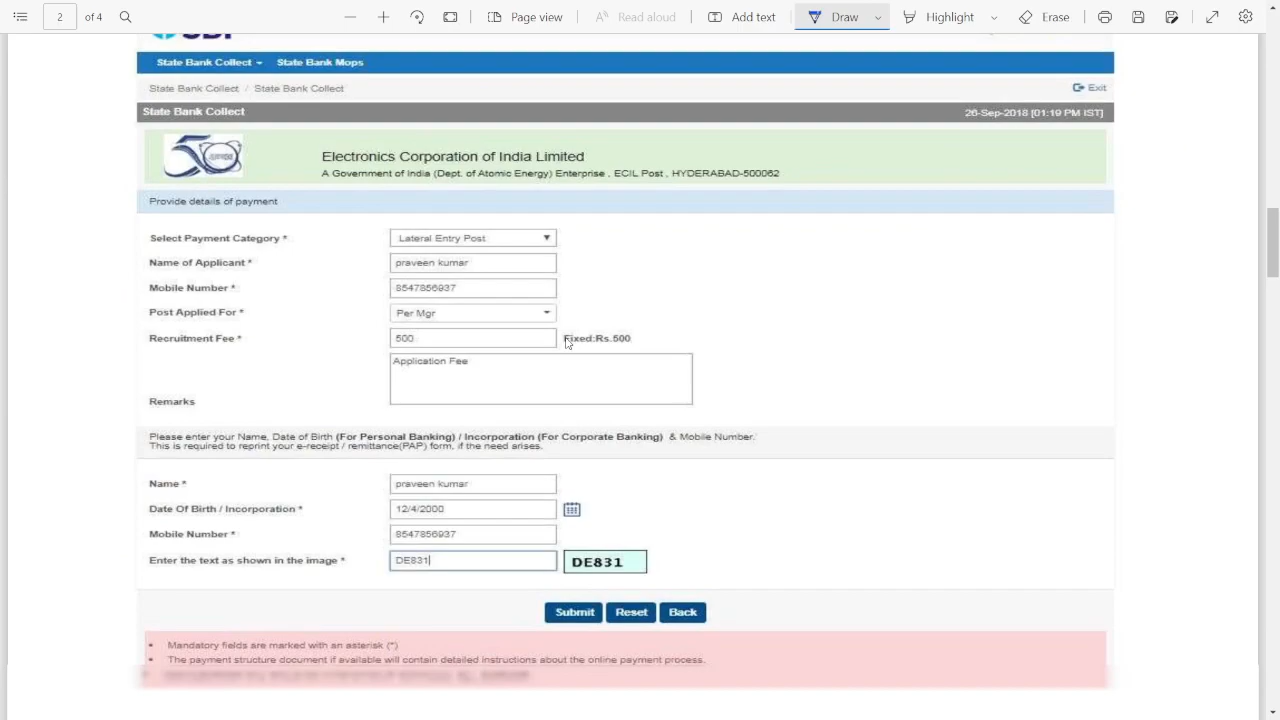 2 of 4 Page view Read aloud Add text Draw Highlight Erase
State Bank Collect State Bank Mops
State Bank Collect / State Bank Collect Exit
State Bank Collect 26-Sep-2018 [01:19 PM IST]
50
Electronics Corporation of India Limited
A Government of India (Dept. of Atomic Energy) Enterprise , ECIL Post , HYDERABAD-500062
Provide details of payment
Select Payment Category * Lateral Entry Post
Name of Applicant * praveen kumar
Mobile Number * 8547856937
Post Applied For * Per Mgr
Recruitment Fee * 500 Fixed:Rs.500
Application Fee
Remarks
Please enter your Name, Date of Birth (For Personal Banking) / Incorporation (For Corporate Banking) & Mobile Number.
This is required to reprint your e-receipt / remittance(PAP) form, if the need arises.
Name * praveen kumar
Date Of Birth / Incorporation * 12/4/2000
Mobile Number * 8547856937
Enter the text as shown in the image * DE831 DE831
Submit Reset Back
• Mandatory fields are marked with an asterisk (*)
• The payment structure document if available will contain detailed instructions about the online payment process.